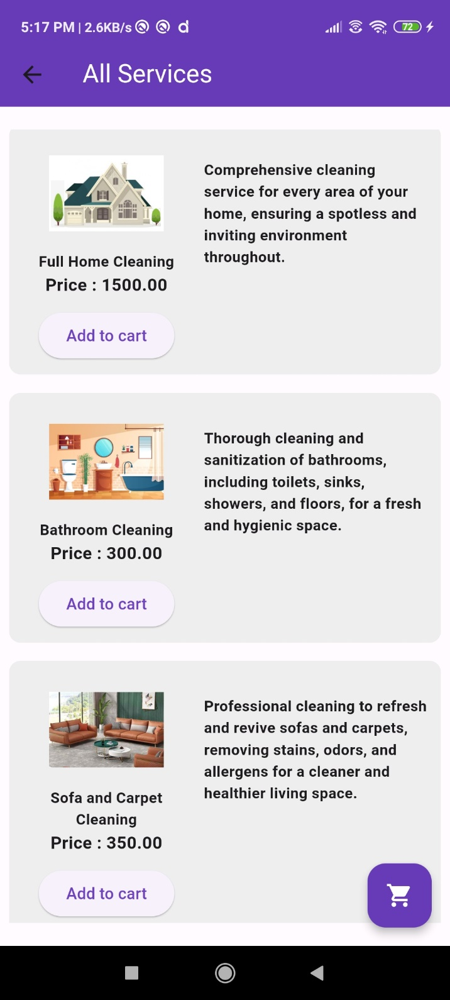 5:17 PM | 2.6KB/s
72
All Services
Comprehensive cleaning
service for every area of your
home, ensuring a spotless and
inviting environment
throughout.
Full Home Cleaning
Price : 1500.00
Add to cart
Thorough cleaning and
sanitization of bathrooms,
including toilets, sinks,
showers, and floors, for a fresh
and hygienic space.
Bathroom Cleaning
Price : 300.00
Add to cart
Professional cleaning to refresh
and revive sofas and carpets,
removing stains, odors, and
allergens for a cleaner and
healthier living space.
Sofa and Carpet
Cleaning
Price : 350.00
Add to cart